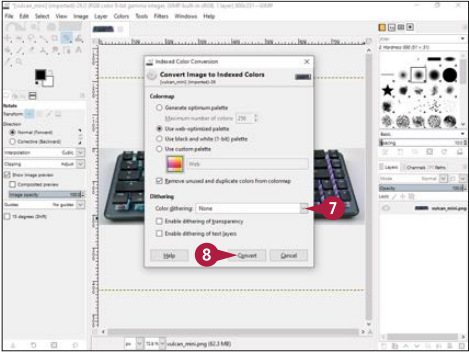 *[vulcan_mini] (imported)-29.0 (RGB color 8-bit gamma integer, GIMP built-in sRGB, 1 layer) 800x351 – GIMP
File Edit Select View Image Layer Colors Tools Filters Windows Help
Indexed Color Conversion
Convert Image to Indexed Colors
[vulcan_mini] (imported)-29
Colormap
Generate optimum palette
Maximum number of colors: 256
Use web-optimized palette
Use black and white (1-bit) palette
Use custom palette
Web
Remove unused and duplicate colors from colormap
Dithering
Color dithering: None
7
Enable dithering of transparency
Enable dithering of text layers
Help
8
Convert
Cancel
Rotate
Transform:
Direction
Normal (Forward)
Corrective (Backward)
Interpolation Cubic
Clipping Adjust
Show image preview
Composited preview
Image opacity 100.0
Guides No guides
15 degrees (Shift)
filter
2. Hardness 050 (51 × 51)
Basic
Spacing 10.0
Layers Channels Paths
Mode Normal
Opacity 100.0
Lock:
vulcan_mini.png
px
vulcan_mini.png (62.3 MB)